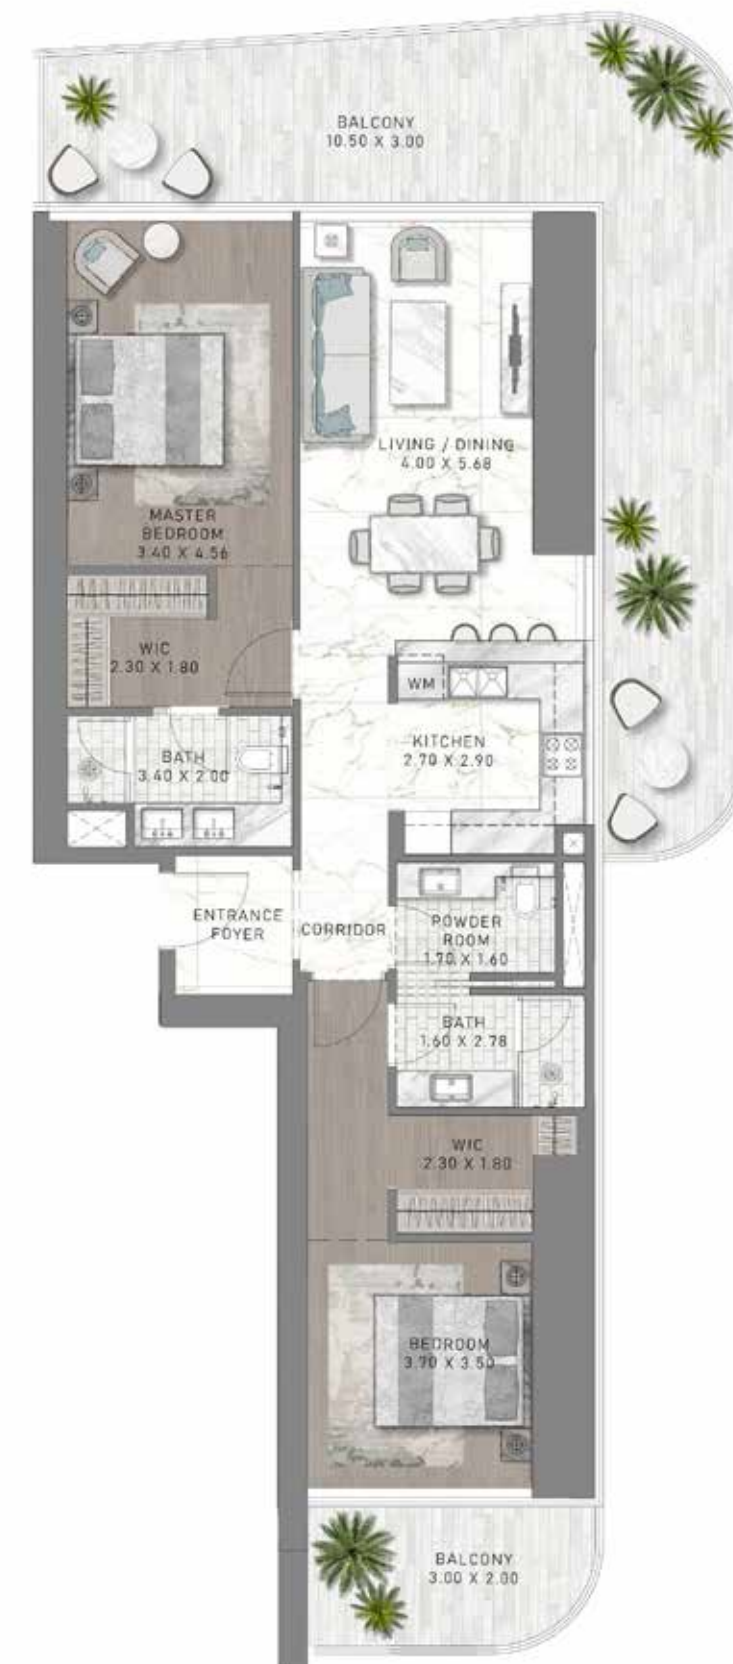 BALCONY
10.50 X 3.00
LIVING / DINING
4.00 X 5.68
MASTER
BEDROOM
3.40 X 4.56
WIC
2.30 X 1.80
WM
KITCHEN
2.70 X 2.90
BATH
3.40 X 2.00
ENTRANCE
FOYER
CORRIDOR
POWDER
ROOM
1.70 X 1.60
BATH
1.60 X 2.78
WIC
2.30 X 1.80
BEDROOM
3.70 X 3.50
BALCONY
3.00 X 2.00